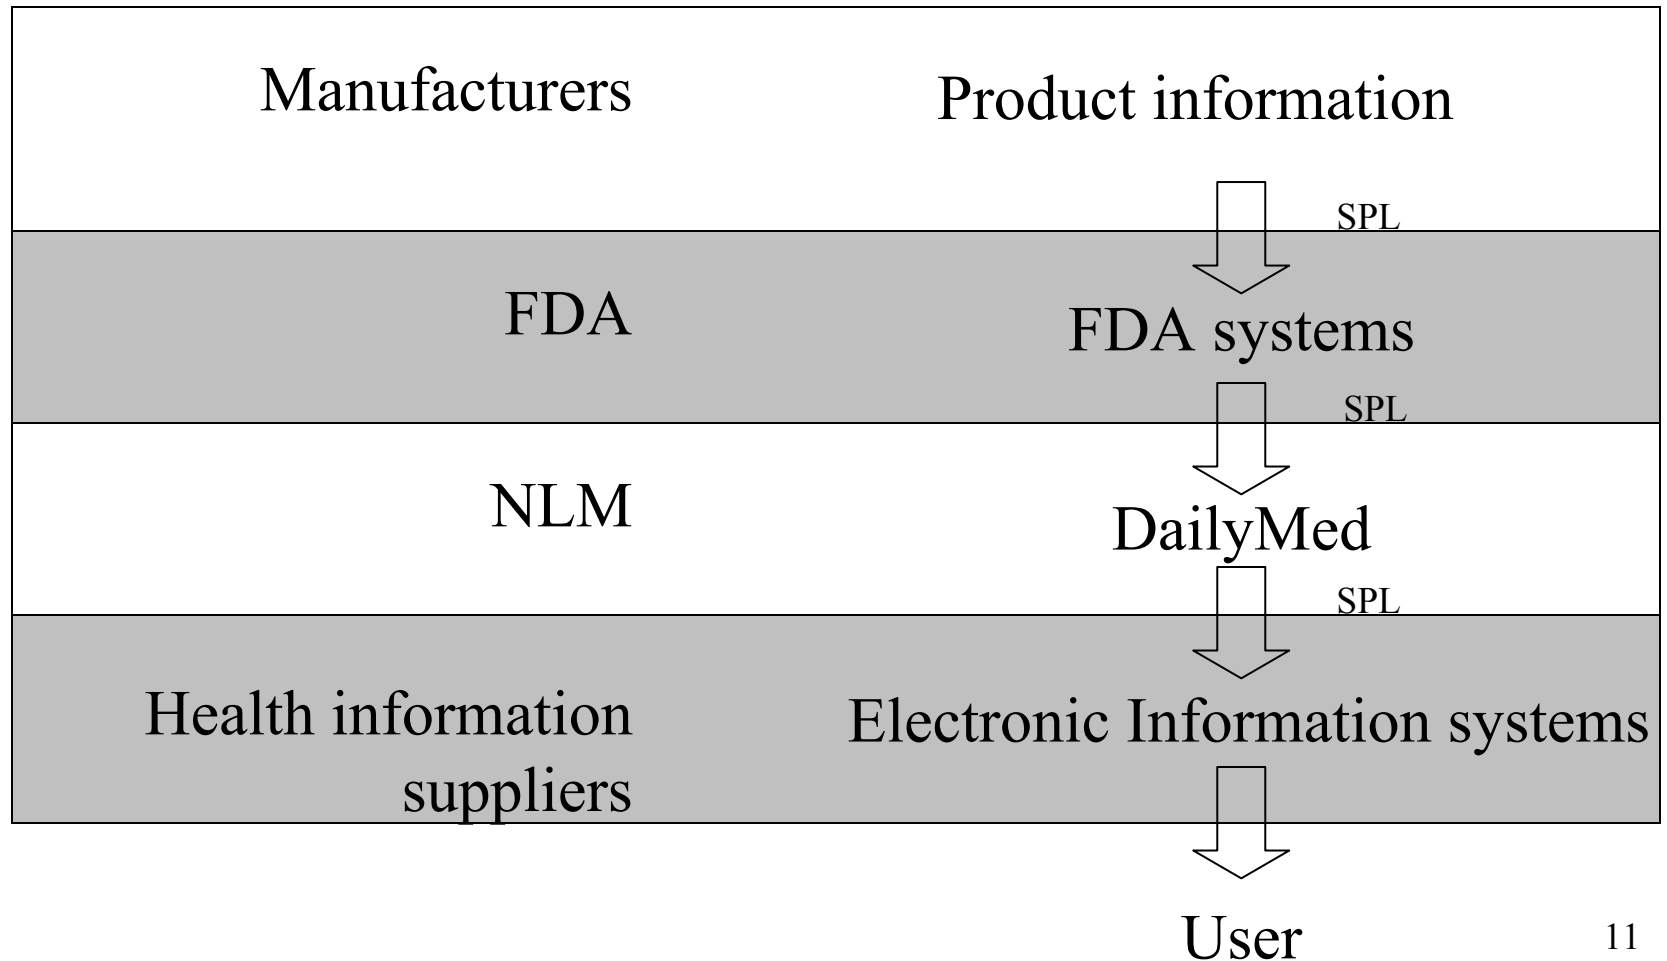 Manufacturers
Product information
SPL
FDA
FDA systems
SPL
NLM
DailyMed
SPL
Health information
suppliers
Electronic Information systems
User
11